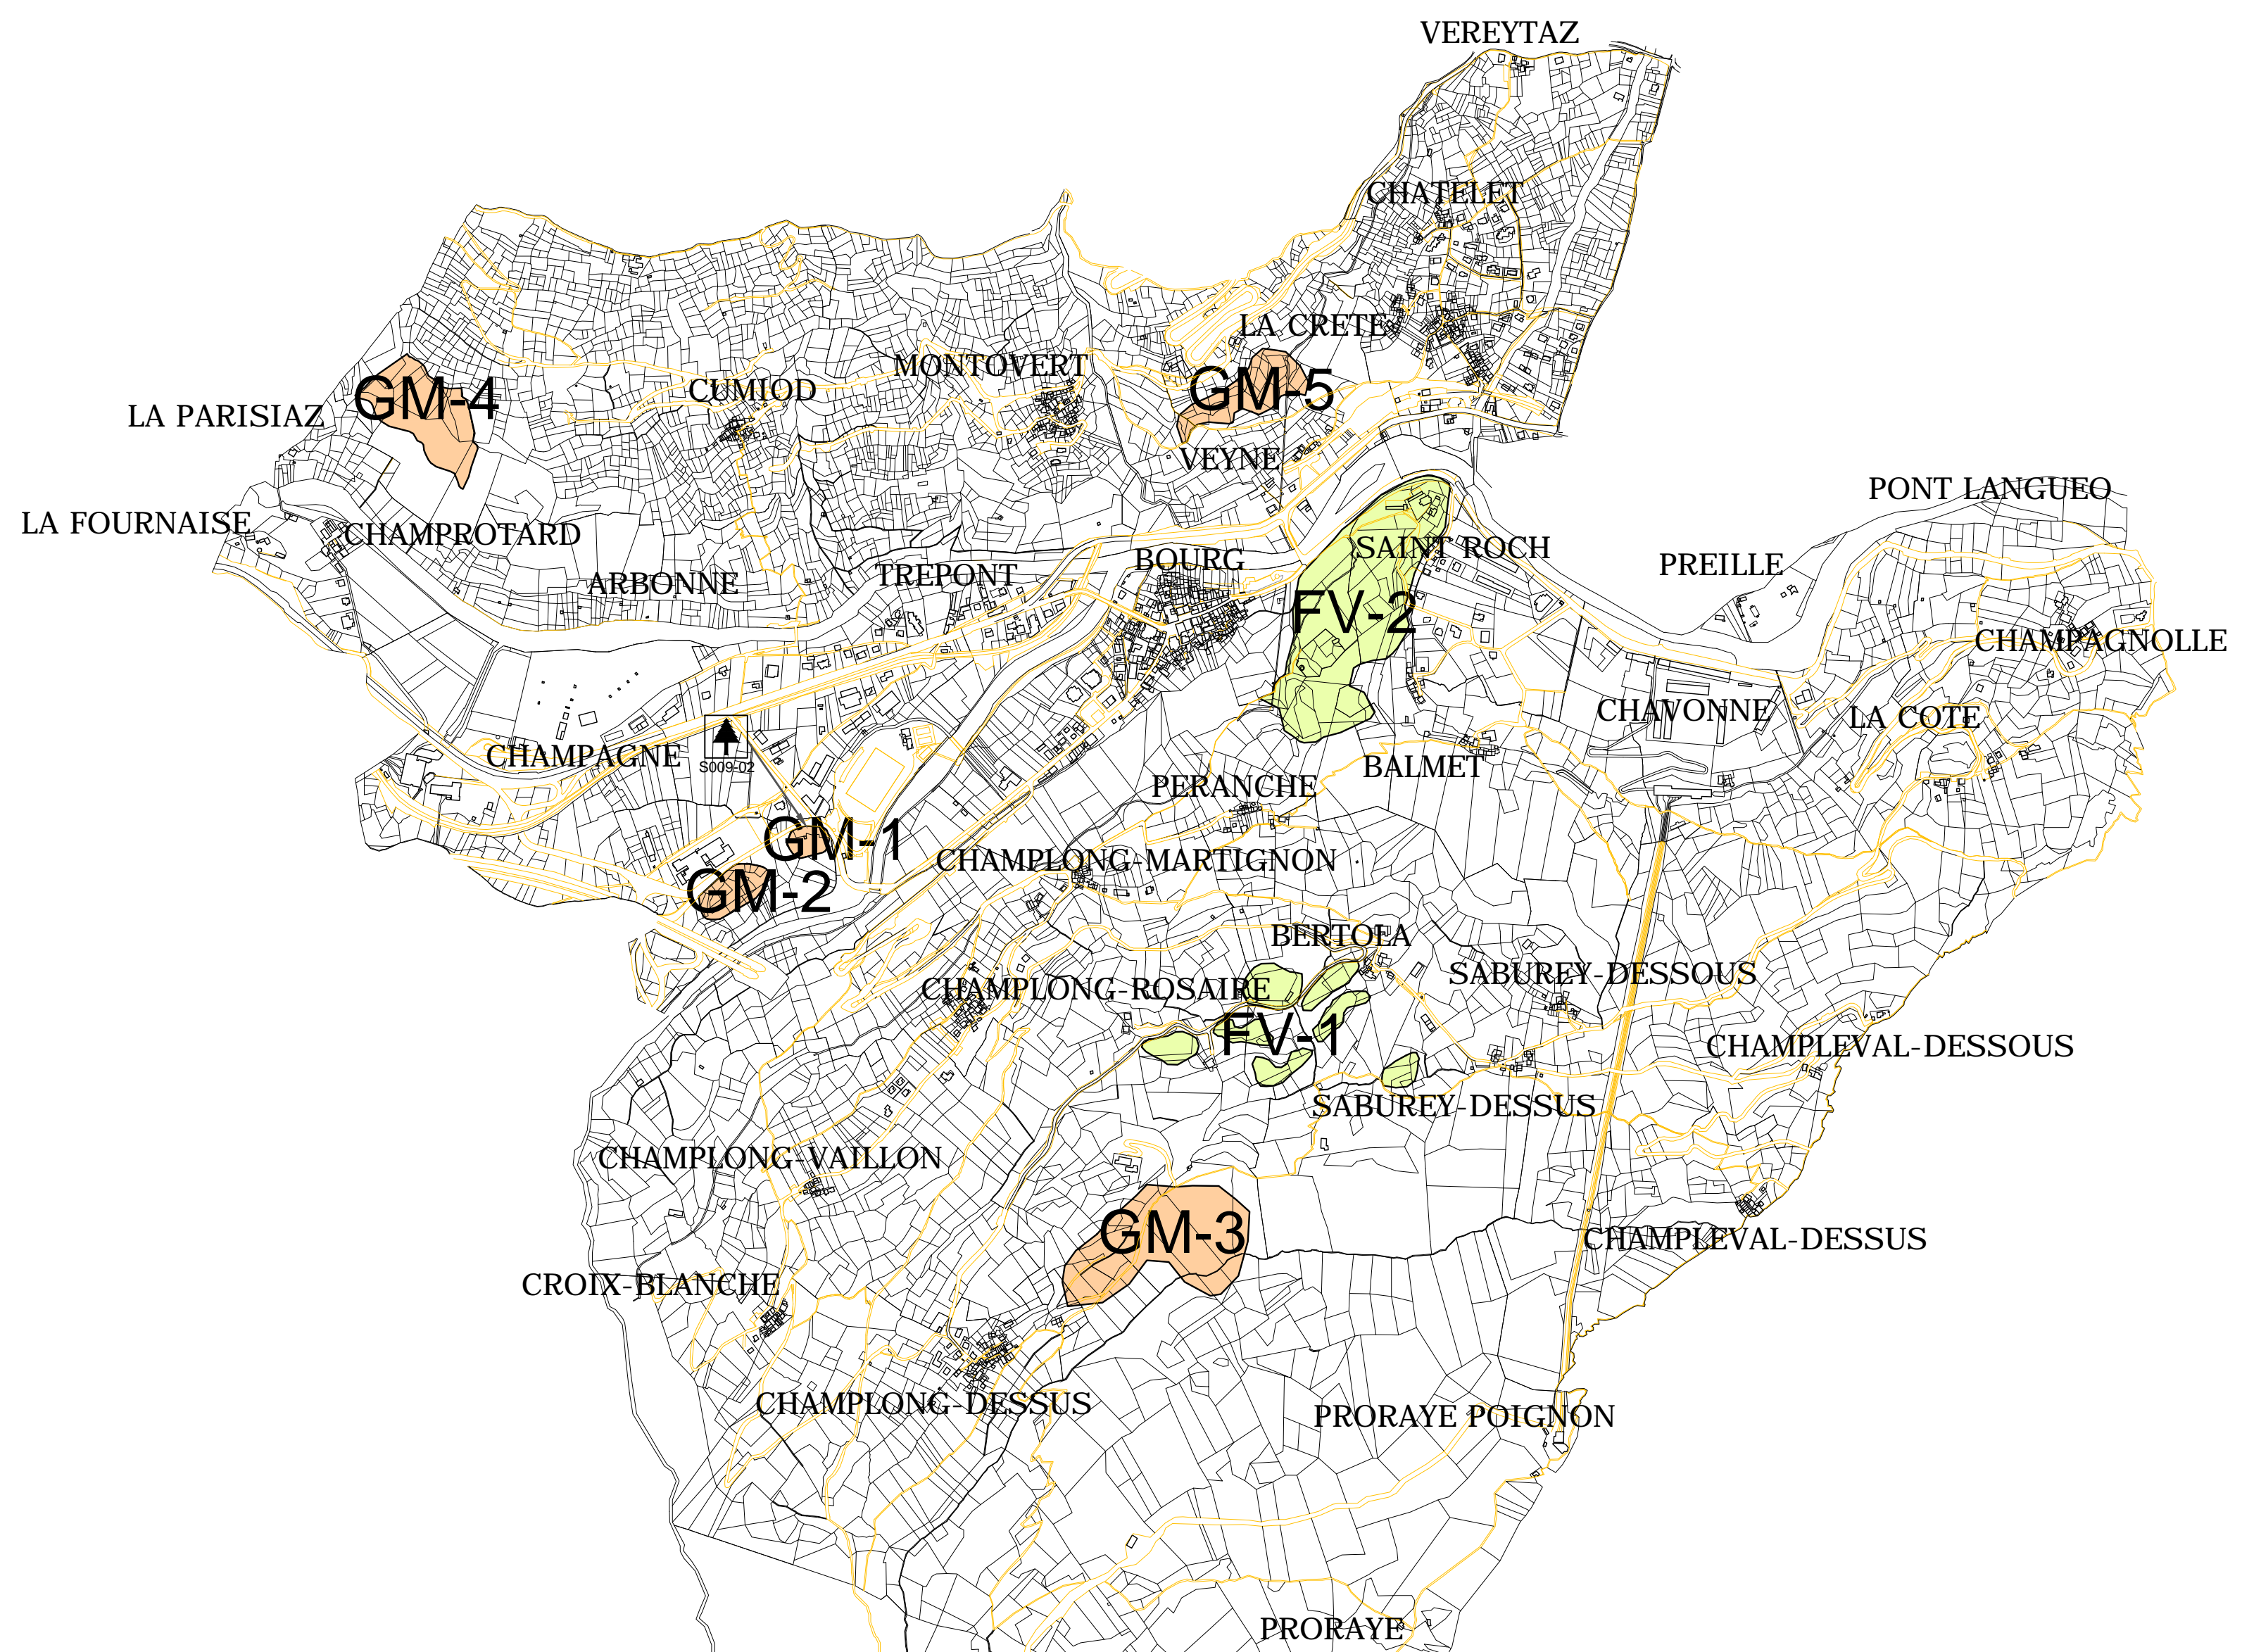 VEREYTAZ
CHATELET
LA CRETE
MONTOVERT
CUMIOD
GM-5
GM-4
LA PARISIAZ
VEYNE
PONT LANGUEO
LA FOURNAISE
CHAMPROTARD
SAINT ROCH
BOURG
PREILLE
TREPONT
ARBONNE
FV-2
CHAMPAGNOLLE
CHAVONNE
LA COTE
CHAMPAGNE
S009-02
BALMET
PERANCHE
GM-1
CHAMPLONG-MARTIGNON
GM-2
BERTOLA
SABUREY-DESSOUS
CHAMPLONG-ROSAIRE
FV-1
CHAMPLEVAL-DESSOUS
SABUREY-DESSUS
CHAMPLONG-VAILLON
GM-3
CHAMPLEVAL-DESSUS
CROIX-BLANCHE
CHAMPLONG-DESSUS
PRORAYE POIGNON
PRORAYE